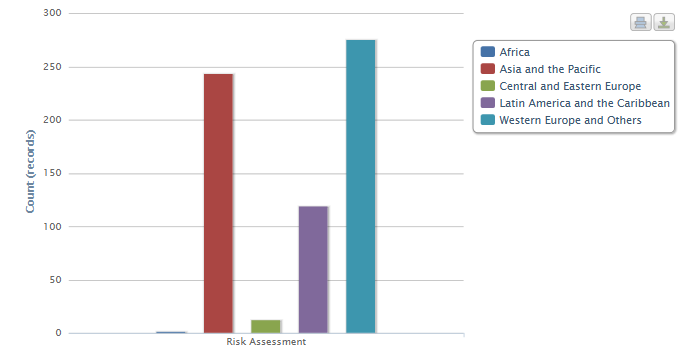 300
250
200
150
100
50
0
Count (records)
Risk Assessment
Africa
Asia and the Pacific
Central and Eastern Europe
Latin America and the Caribbean
Western Europe and Others